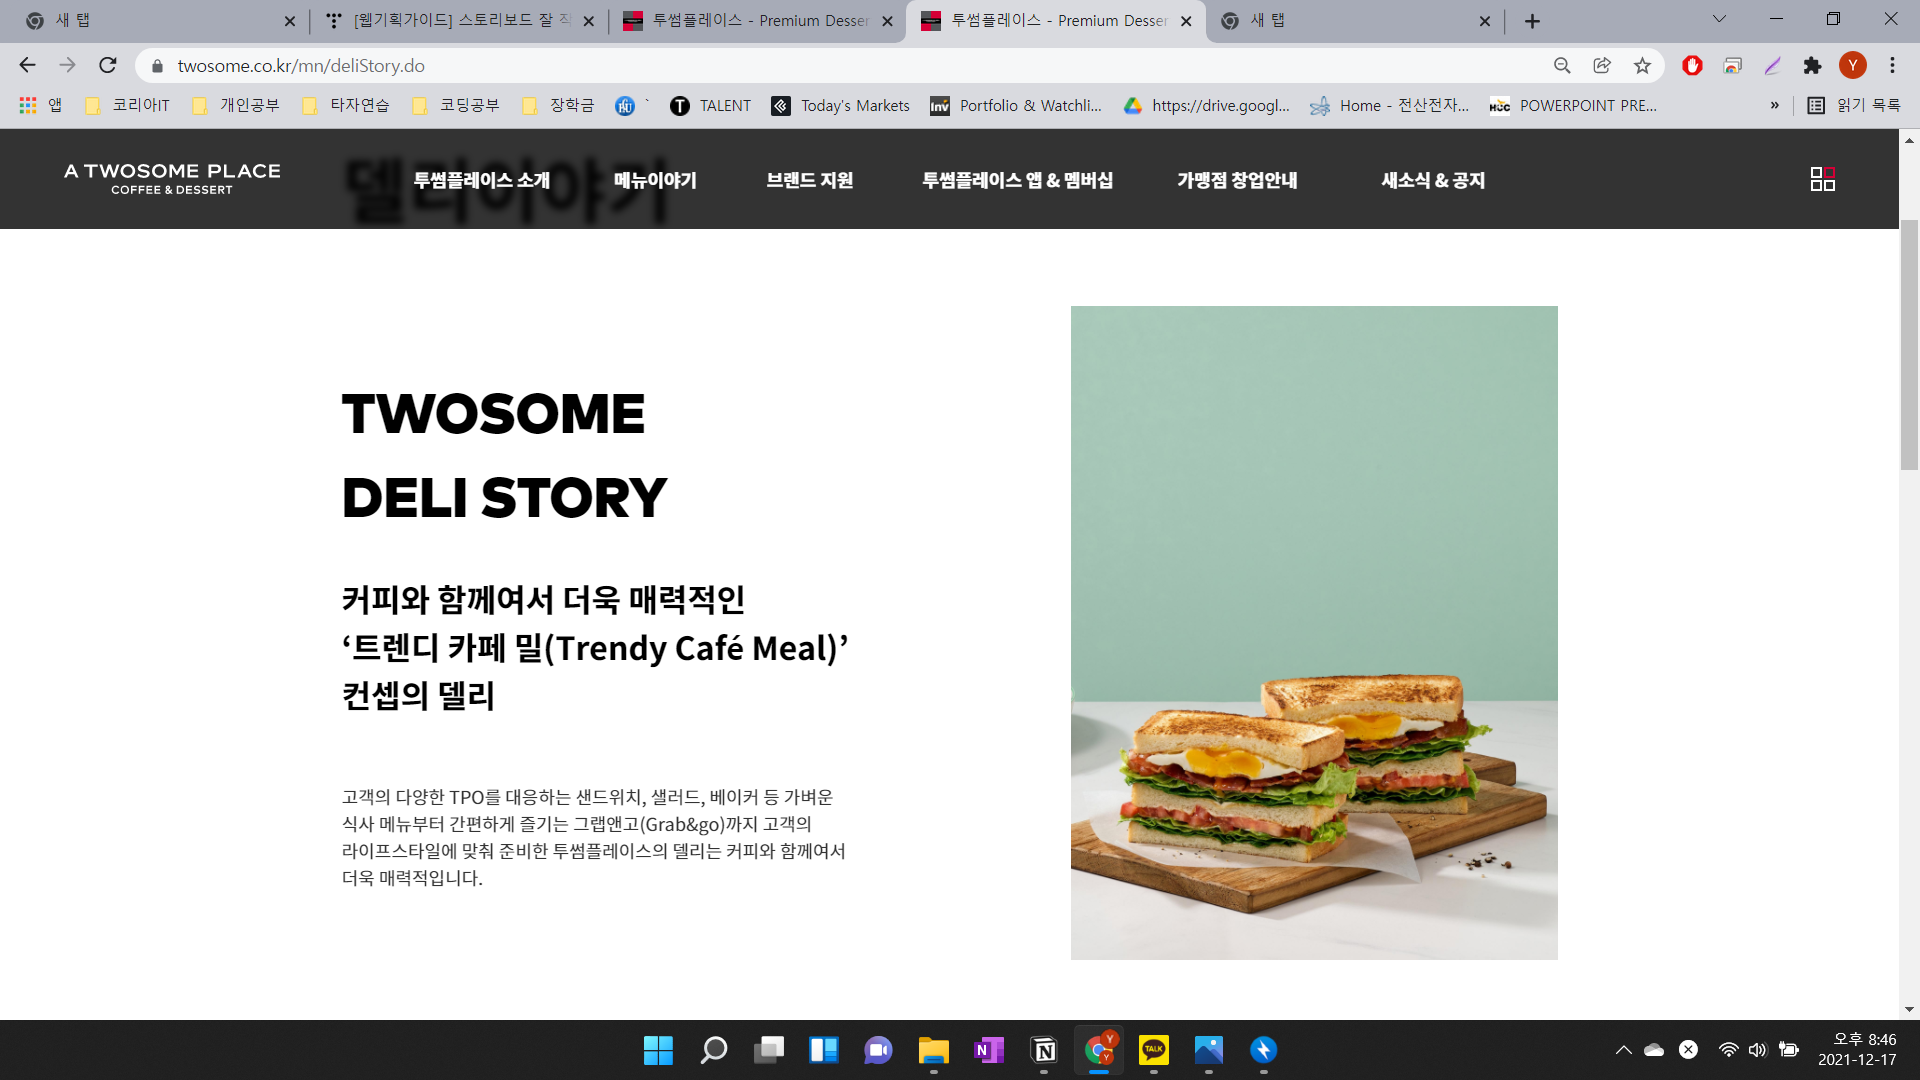 새 탭
[웹기획가이드] 스토리보드 잘 작
투썸플레이스 - Premium Desser
투썸플레이스 - Premium Desser
새 탭
twosome.co.kr/mn/deliStory.do
Y
앱
코리아IT
개인공부
타자연습
코딩공부
장학금
`
T TALENT
Today's Markets
Inv Portfolio & Watchli...
https://drive.googl...
Home - 전산전자...
POWERPOINT PRE...
»
읽기 목록
A TWOSOME PLACE
COFFEE & DESSERT
델리이야기
투썸플레이스 소개
메뉴이야기
브랜드 지원
투썸플레이스 앱 & 멤버십
가맹점 창업안내
새소식 & 공지
TWOSOME
DELI STORY
커피와 함께여서 더욱 매력적인
‘트렌디 카페 밀(Trendy Café Meal)’
컨셉의 델리
고객의 다양한 TPO를 대응하는 샌드위치, 샐러드, 베이커 등 가벼운
식사 메뉴부터 간편하게 즐기는 그랩앤고(Grab&go)까지 고객의
라이프스타일에 맞춰 준비한 투썸플레이스의 델리는 커피와 함께여서
더욱 매력적입니다.
N
N
Y
Y
TALK
오후 8:46
2021-12-17